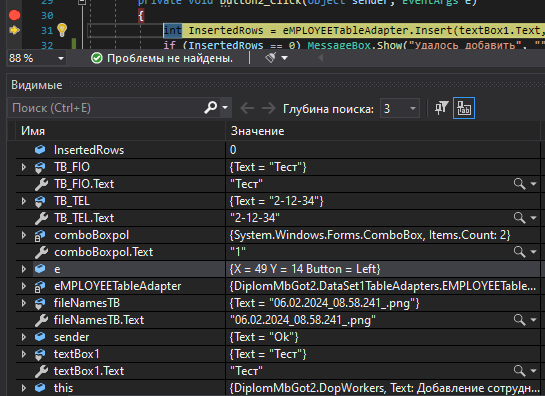 private void button2_Click(object sender, EventArgs e)
30 {
31 int InsertedRows = eMPLOYEETableAdapter.Insert(textBox1.Text,
32 if (InsertedRows == 0) MessageBox.Show("Удалось добавить", ""
88 % Проблемы не найдены.
Видимые
Поиск (Ctrl+E) Глубина поиска: 3
Имя Значение
InsertedRows 0
TB_FIO {Text = "Тест"}
TB_FIO.Text "Тест"
TB_TEL {Text = "2-12-34"}
TB_TEL.Text "2-12-34"
comboBoxpol {System.Windows.Forms.ComboBox, Items.Count: 2}
comboBoxpol.Text "1"
e {X = 49 Y = 14 Button = Left}
eMPLOYEETableAdapter {DiplomMbGot2.DataSet1TableAdapters.EMPLOYEETable...
fileNamesTB {Text = "06.02.2024_08.58.241_.png"}
fileNamesTB.Text "06.02.2024_08.58.241_.png"
sender {Text = "Ok"}
textBox1 {Text = "Тест"}
textBox1.Text "Тест"
this {DiplomMbGot2.DopWorkers, Text: Добавление сотрудн...